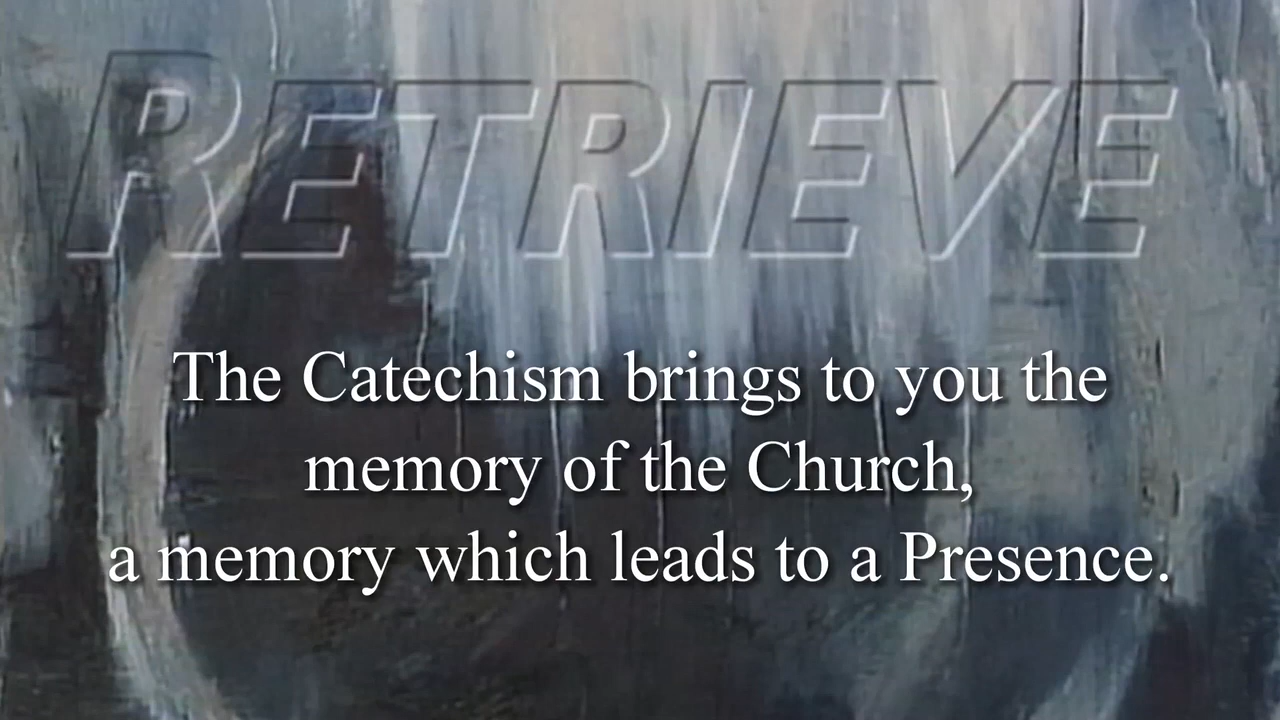 RETRIEVE
The Catechism brings to you the
memory of the Church,
a memory which leads to a Presence.